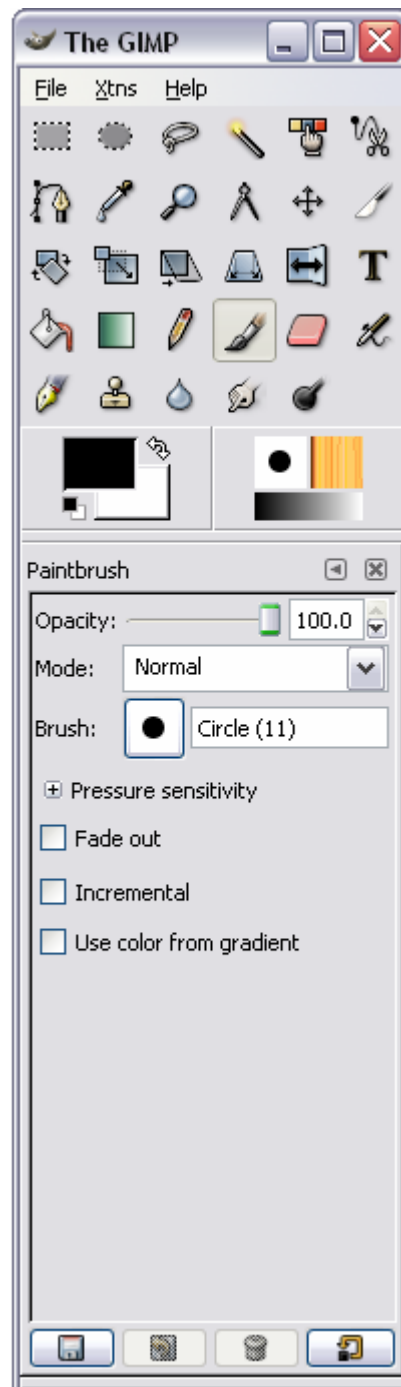 The GIMP
File Xtns Help
Paintbrush
Opacity: 100.0
Mode: Normal
Brush: Circle (11)
Pressure sensitivity
Fade out
Incremental
Use color from gradient